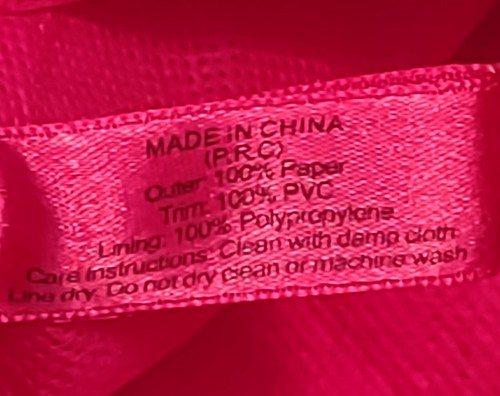 MADE IN CHINA
(P.R.C)
Outer: 100% Paper
Trim: 100% PVC
Lining: 100% Polypropylene
Care Instructions: Clean with damp cloth
Line dry. Do not dry clean or machine wash